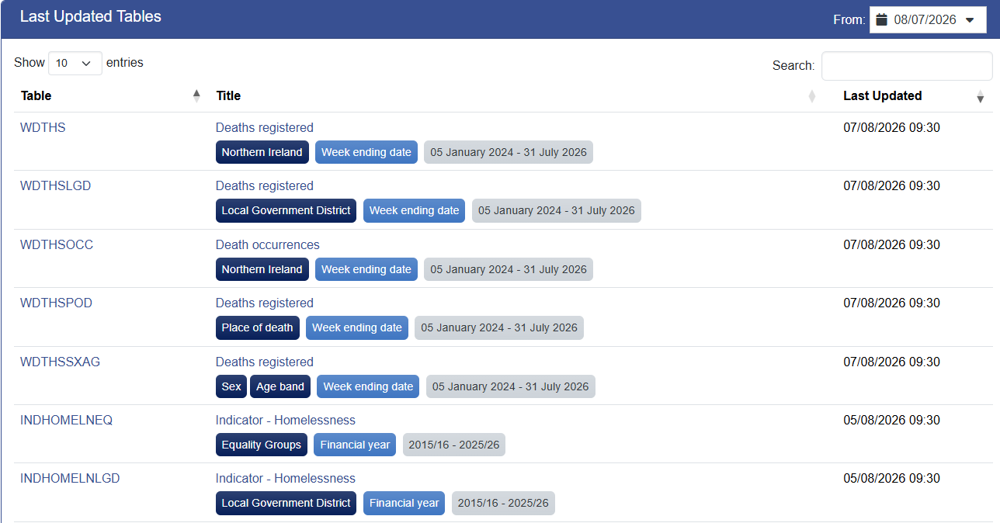 Last Updated Tables From: 08/07/2026
Show 10 entries Search:
Table Title Last Updated
WDTHS Deaths registered 07/08/2026 09:30
Northern Ireland Week ending date 05 January 2024 - 31 July 2026
WDTHSLGD Deaths registered 07/08/2026 09:30
Local Government District Week ending date 05 January 2024 - 31 July 2026
WDTHSOCC Death occurrences 07/08/2026 09:30
Northern Ireland Week ending date 05 January 2024 - 31 July 2026
WDTHSPOD Deaths registered 07/08/2026 09:30
Place of death Week ending date 05 January 2024 - 31 July 2026
WDTHSSXAG Deaths registered 07/08/2026 09:30
Sex Age band Week ending date 05 January 2024 - 31 July 2026
INDHOMELNEQ Indicator - Homelessness 05/08/2026 09:30
Equality Groups Financial year 2015/16 - 2025/26
INDHOMELNLGD Indicator - Homelessness 05/08/2026 09:30
Local Government District Financial year 2015/16 - 2025/26